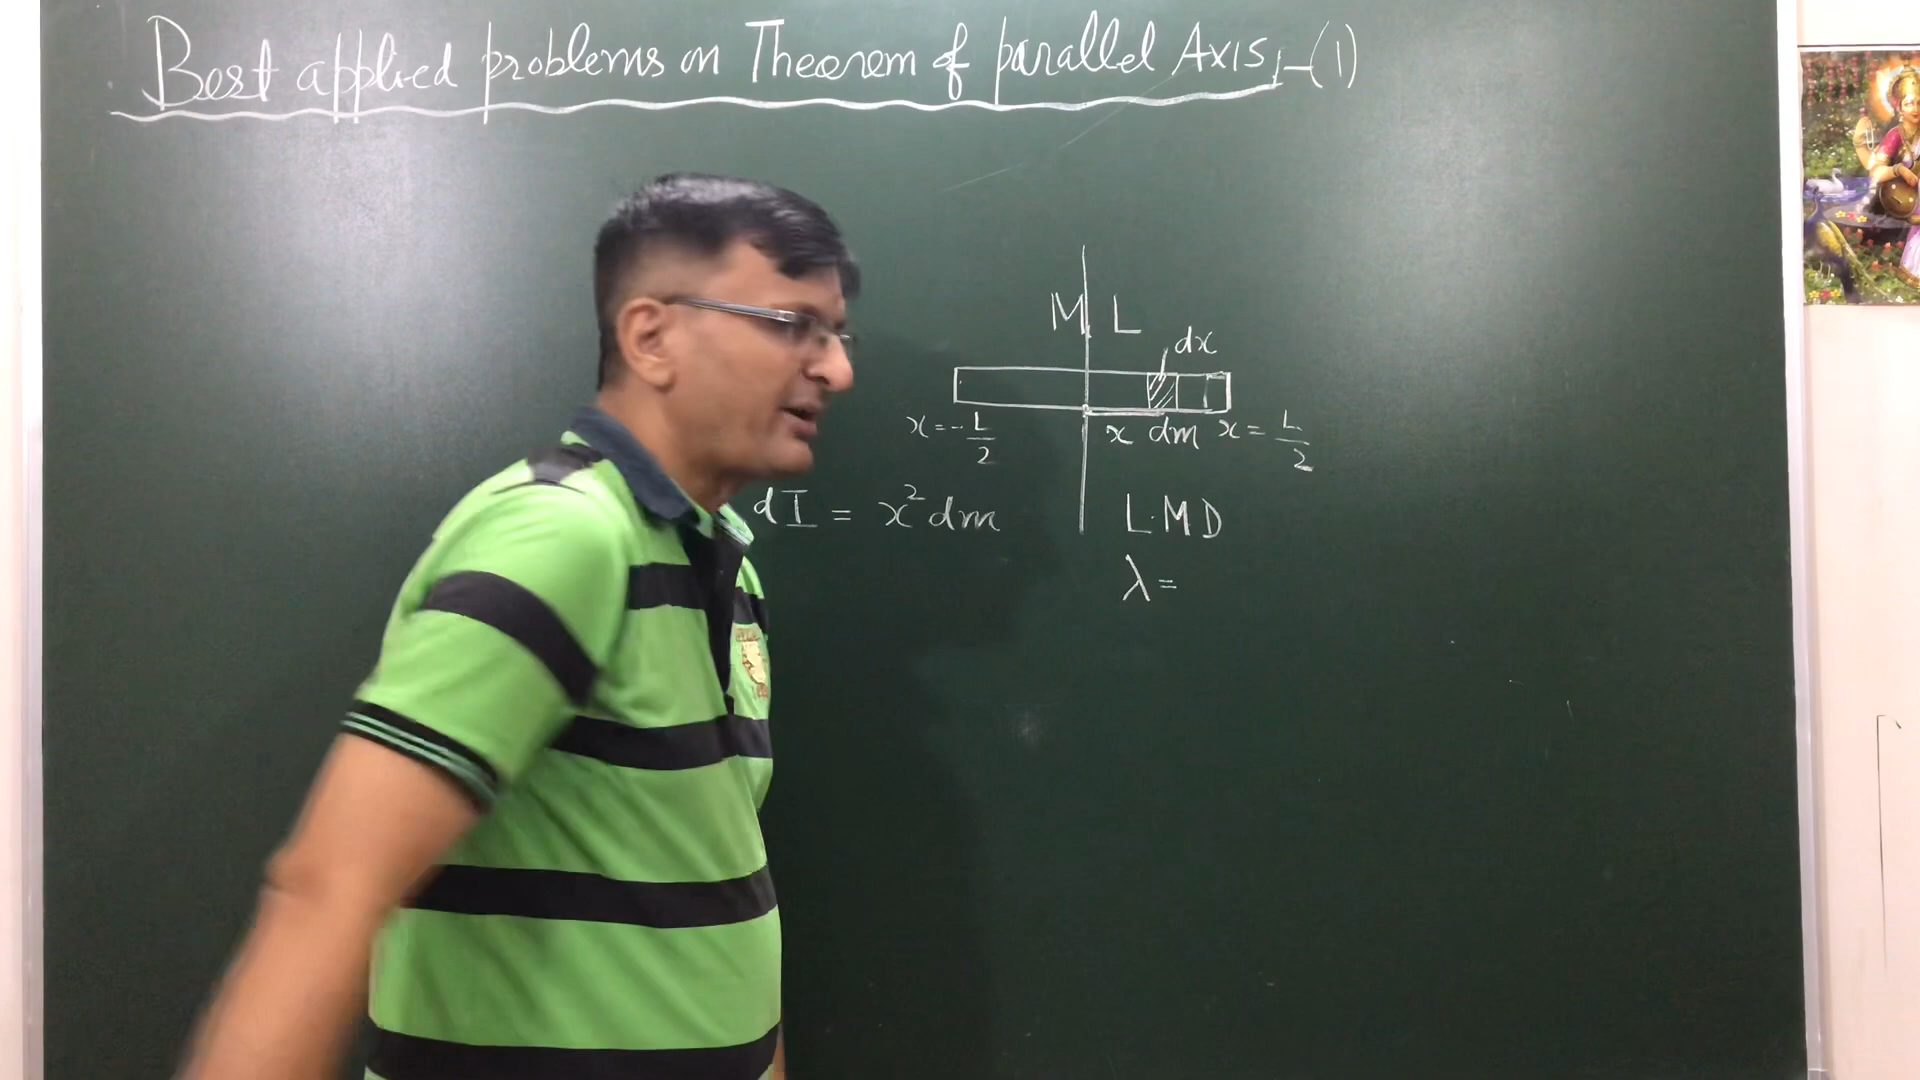 Best applied problems on Theorem of parallel Axis,-(1)
M L
dx
x = -L/2 x dm x = L/2
dI = x² dm L.M D
λ =